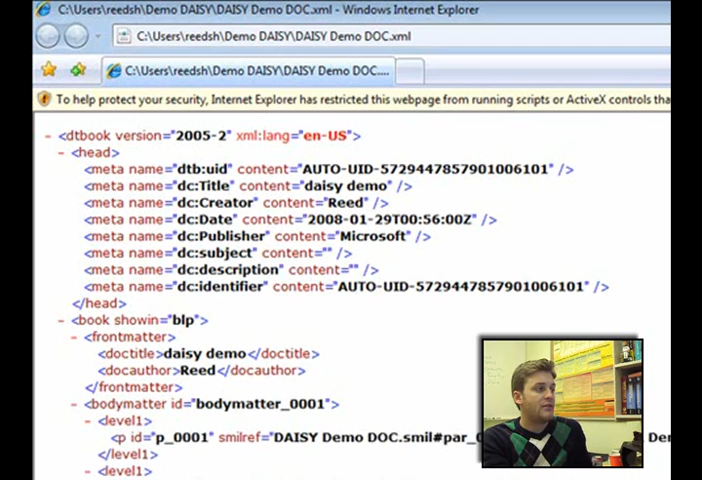 C:\Users\reedsh\Demo DAISY\DAISY Demo DOC.xml - Windows Internet Explorer
C:\Users\reedsh\Demo DAISY\DAISY Demo DOC.xml
C:\Users\reedsh\Demo DAISY\DAISY Demo DOC....
To help protect your security, Internet Explorer has restricted this webpage from running scripts or ActiveX controls tha
- <dtbook version="2005-2" xml:lang="en-US">
- <head>
<meta name="dtb:uid" content="AUTO-UID-5729447857901006101" />
<meta name="dc:Title" content="daisy demo" />
<meta name="dc:Creator" content="Reed" />
<meta name="dc:Date" content="2008-01-29T00:56:00Z" />
<meta name="dc:Publisher" content="Microsoft" />
<meta name="dc:subject" content="" />
<meta name="dc:description" content="" />
<meta name="dc:identifier" content="AUTO-UID-5729447857901006101" />
</head>
- <book showin="blp">
- <frontmatter>
<doctitle>daisy demo</doctitle>
<docauthor>Reed</docauthor>
</frontmatter>
- <bodymatter id="bodymatter_0001">
- <level1>
<p id="p_0001" smilref="DAISY Demo DOC.smil#par_0 Der
</level1>
- <level1>